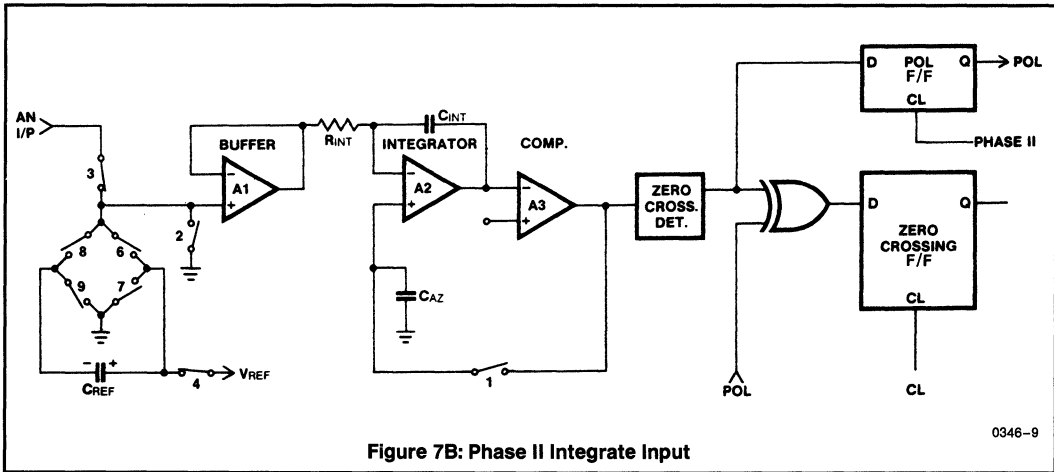 AN
I/P
3
8
6
9
7
2
- +
CREF
4
VREF
BUFFER
-
A1
+
RINT
CINT
INTEGRATOR
-
A2
+
CAZ
1
COMP.
-
A3
+
ZERO
CROSS.
DET.
POL
D POL Q
F/F
CL
POL
PHASE II
D Q
ZERO
CROSSING
F/F
CL
CL
0346-9
Figure 7B: Phase II Integrate Input